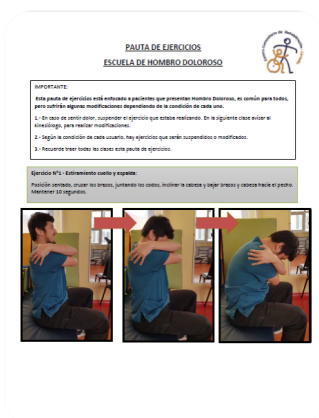 PAUTA DE EJERCICIOS
ESCUELA DE HOMBRO DOLOROSO
IMPORTANTE:
Esta pauta de ejercicios está enfocado a pacientes que presentan Hombro Doloroso, es común para todos,
pero sufrirán algunas modificaciones dependiendo de la condición de cada uno.
1.- En caso de sentir dolor, suspender el ejercicio que estaba realizando. En la siguiente clase avisar al
kinesiólogo, para realizar modificaciones.
2.- Según la condición de cada usuario, hay ejercicios que serán suspendidos o modificados.
3.- Recuerde traer todas las clases esta pauta de ejercicios.
Ejercicio N°1 - Estiramiento cuello y espalda:
Posición sentado, cruzar los brazos, juntando los codos, inclinar la cabeza y bajar brazos y cabeza hacia el pecho.
Mantener 10 segundos.